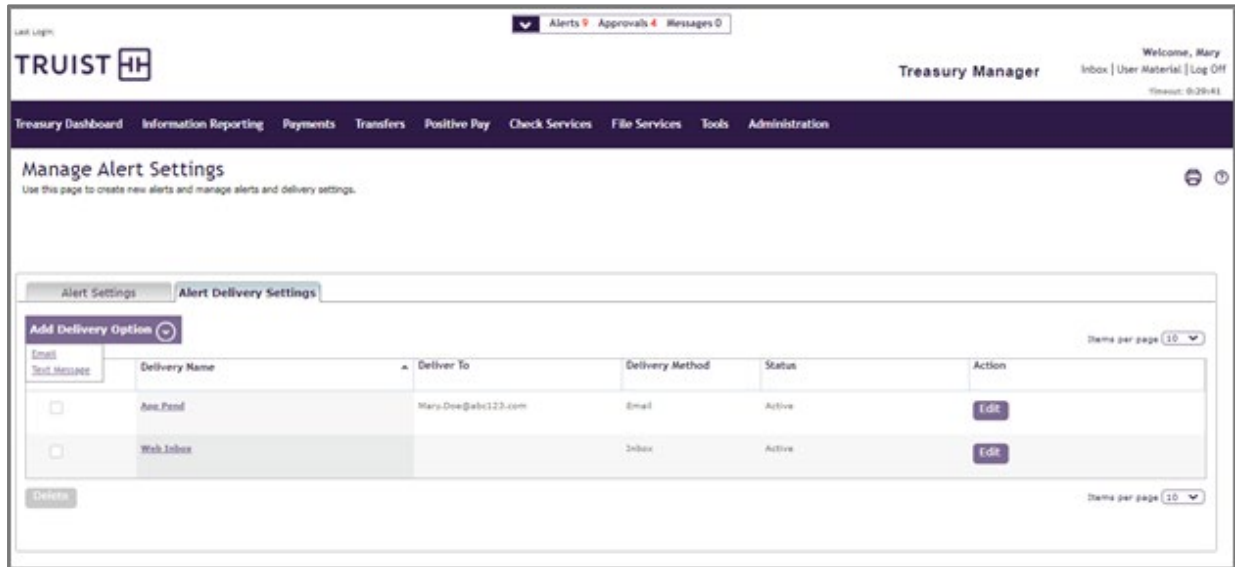 Last Login:
Alerts 9 Approvals 4 Messages 0
TRUIST
Treasury Manager
Welcome, Mary
Inbox | User Material | Log Off
Timeout: 0:29:41
Treasury Dashboard Information Reporting Payments Transfers Positive Pay Check Services File Services Tools Administration
Manage Alert Settings
Use this page to create new alerts and manage alerts and delivery settings.
Alert Settings Alert Delivery Settings
Add Delivery Option
Items per page 10
Email
Text Message
Delivery Name Deliver To Delivery Method Status Action
App Pend Mary.Doe@abc123.com Email Active Edit
Web Inbox Inbox Active Edit
Delete
Items per page 10